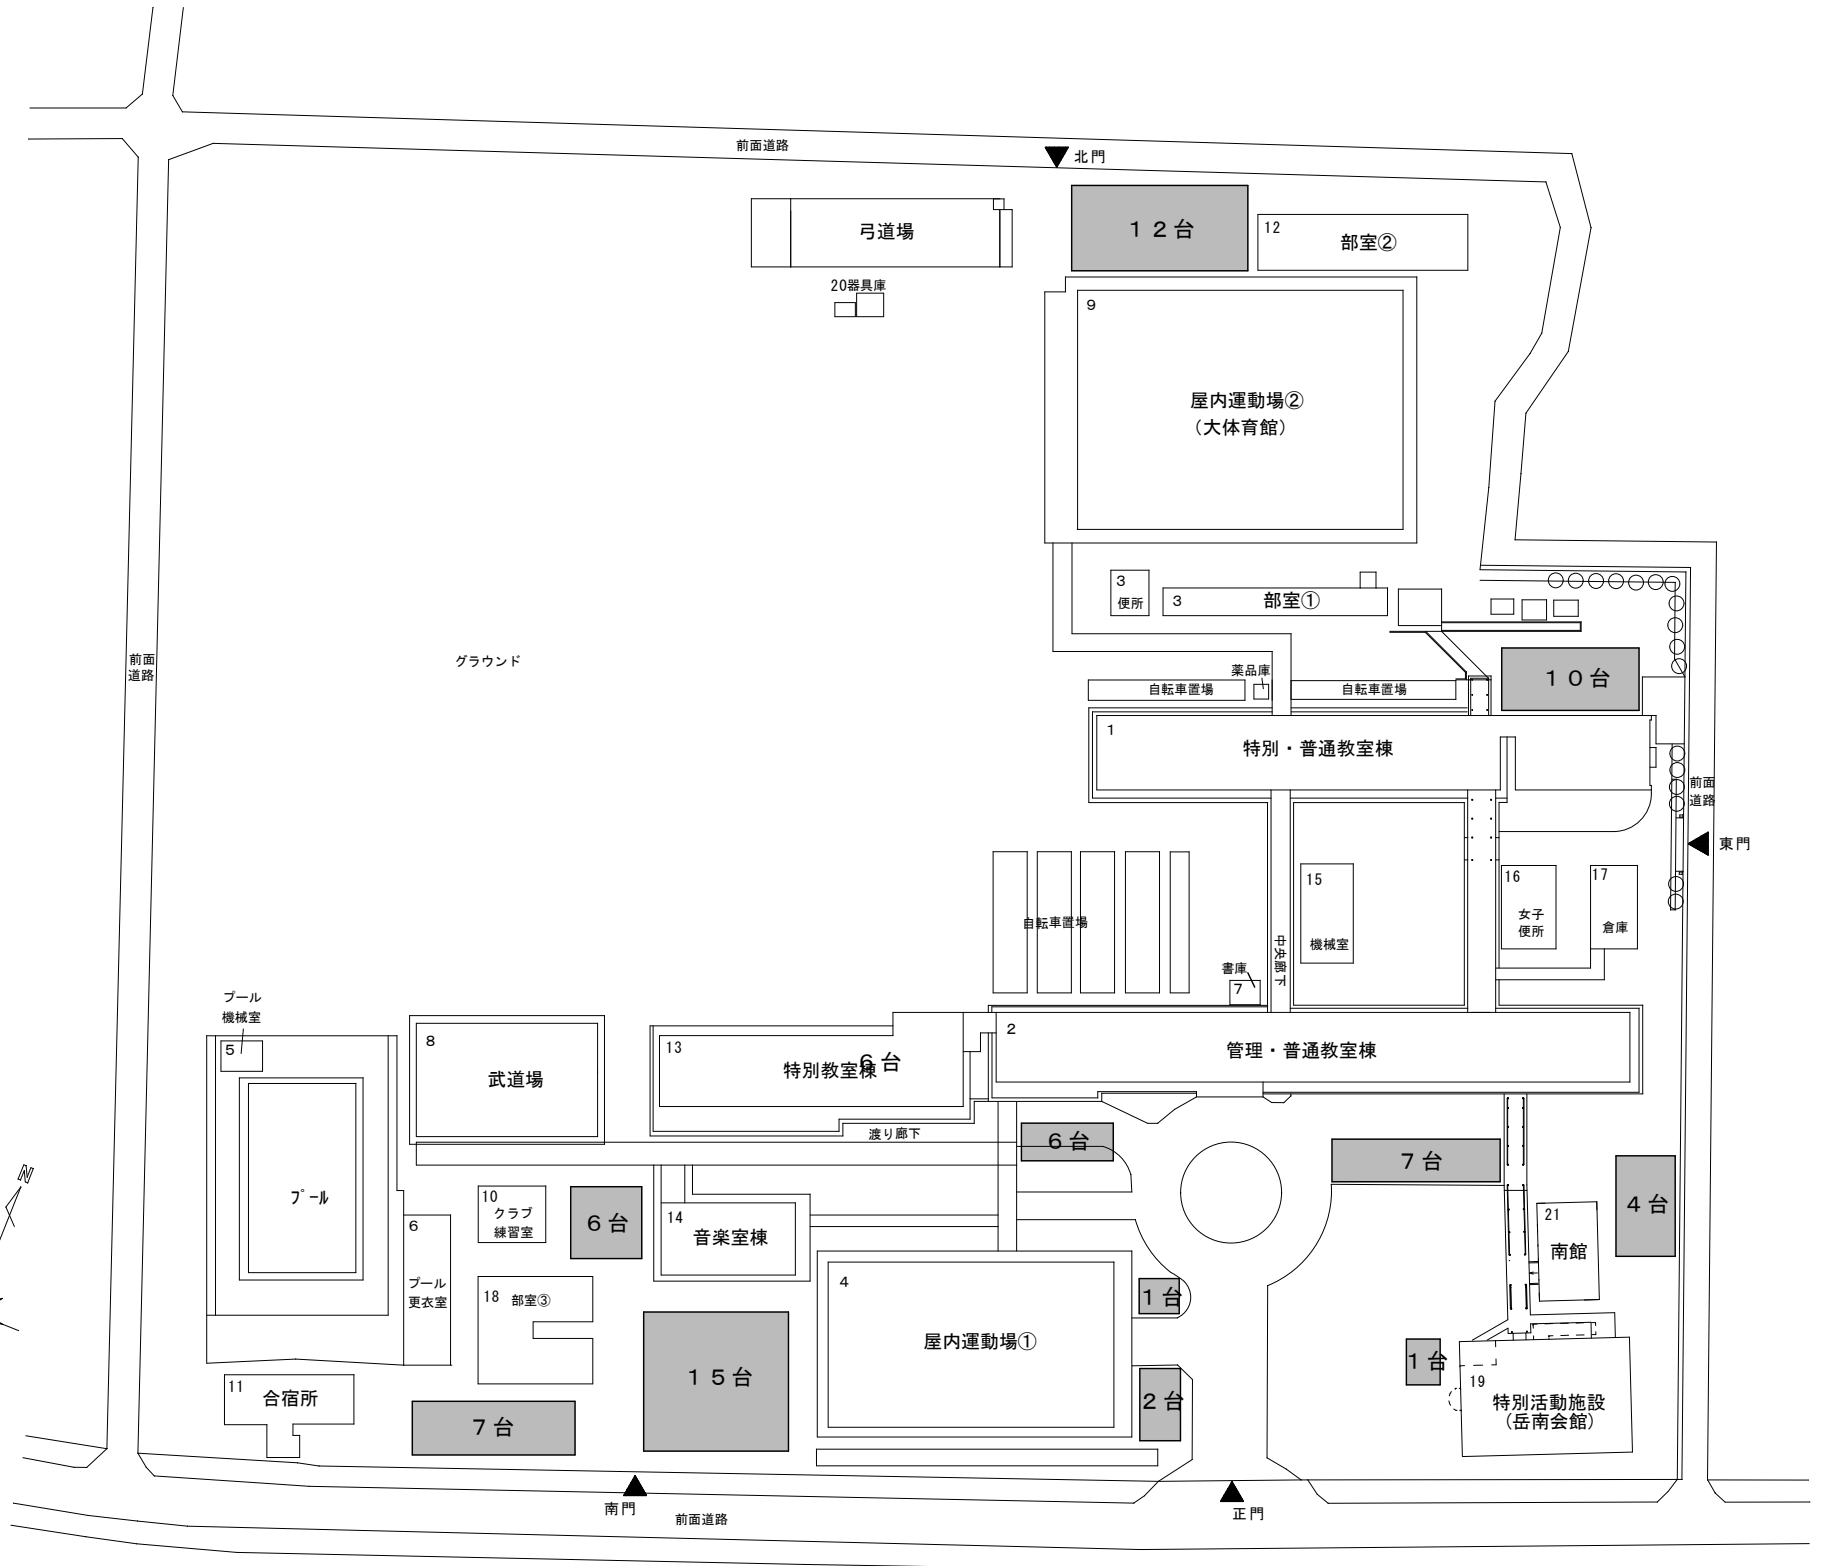 前面道路
北門
弓道場
１２台
12
部室②
20器具庫
9
屋内運動場②
（大体育館）
3
便所
3
部室①
前面
道路
グラウンド
薬品庫
自転車置場
自転車置場
１０台
1
特別・普通教室棟
前面
道路
東門
15
機械室
16
女子
便所
17
倉庫
自転車置場
中央廊下
書庫
7
プール
機械室
5
8
武道場
13
特別教室棟
６台
2
管理・普通教室棟
渡り廊下
６台
７台
４台
N
プール
6
プール
更衣室
10
クラブ
練習室
６台
14
音楽室棟
21
南館
18
部室③
4
屋内運動場①
１台
１５台
１台
２台
19
特別活動施設
（岳南会館）
11
合宿所
７台
南門
前面道路
正門